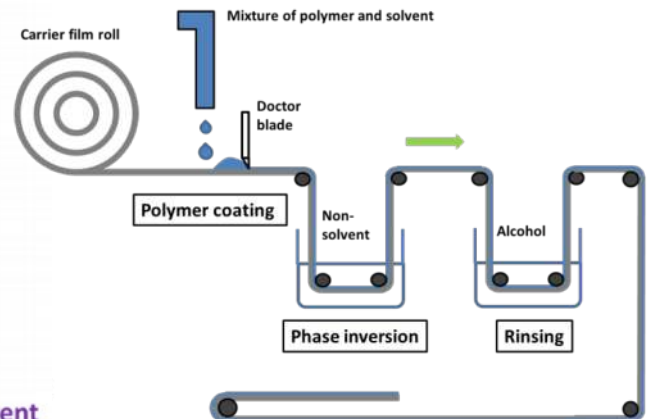 Mixture of polymer and solvent
Carrier film roll
Doctor
blade
Polymer coating
Non-
solvent
Alcohol
Phase inversion
Rinsing
ent